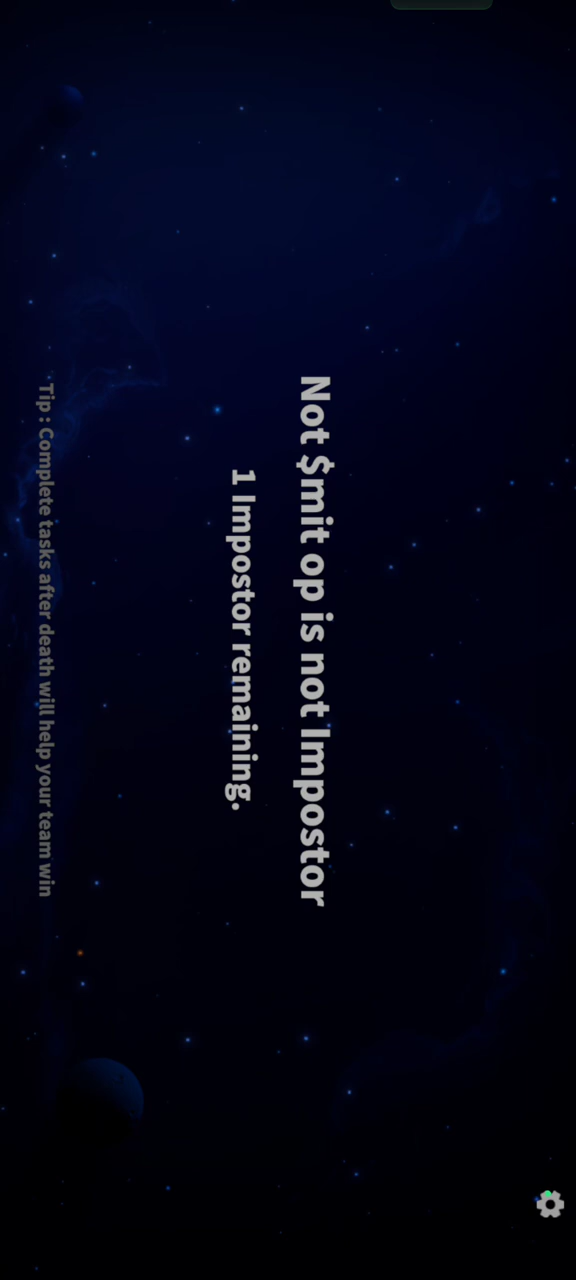 Not $mit op is not Impostor
1 Impostor remaining.
Tip : Complete tasks after death will help your team win